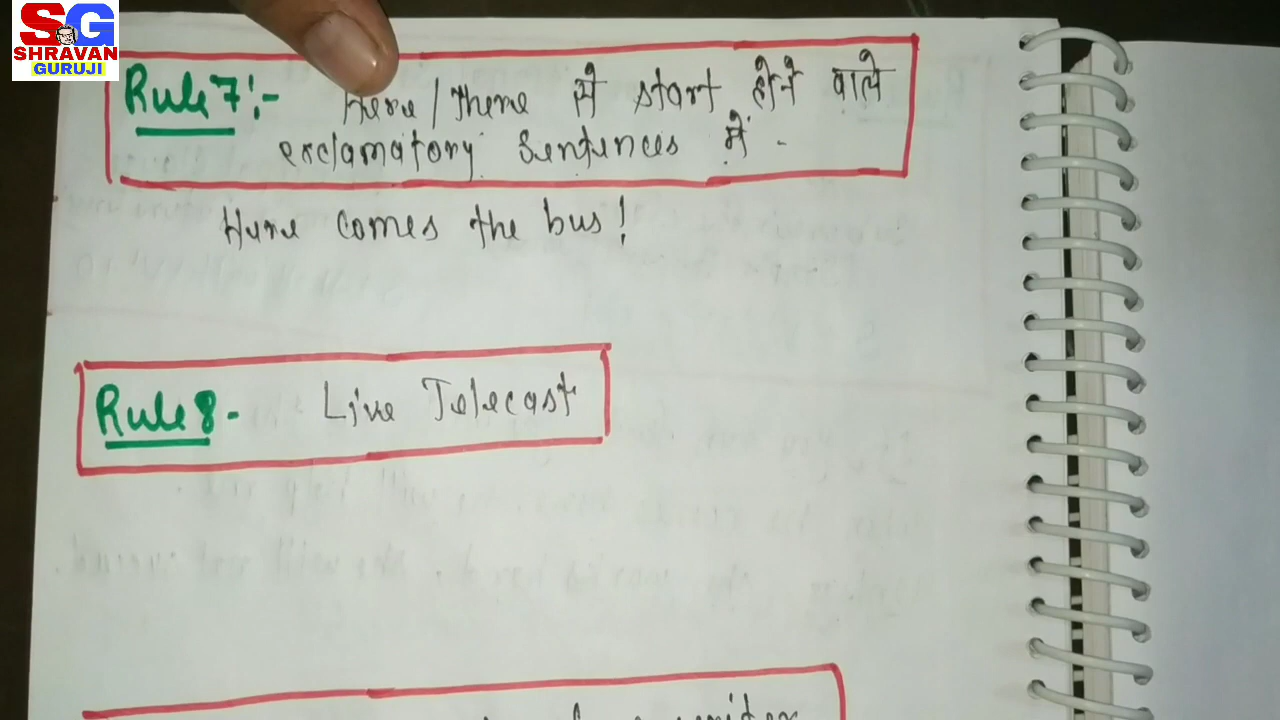 SG
SHRAVAN
GURUJI
Rule 7:- Here/There से start होने वाले
exclamatory Sentences में -
Here comes the bus!
Rule 8- Live Telecast